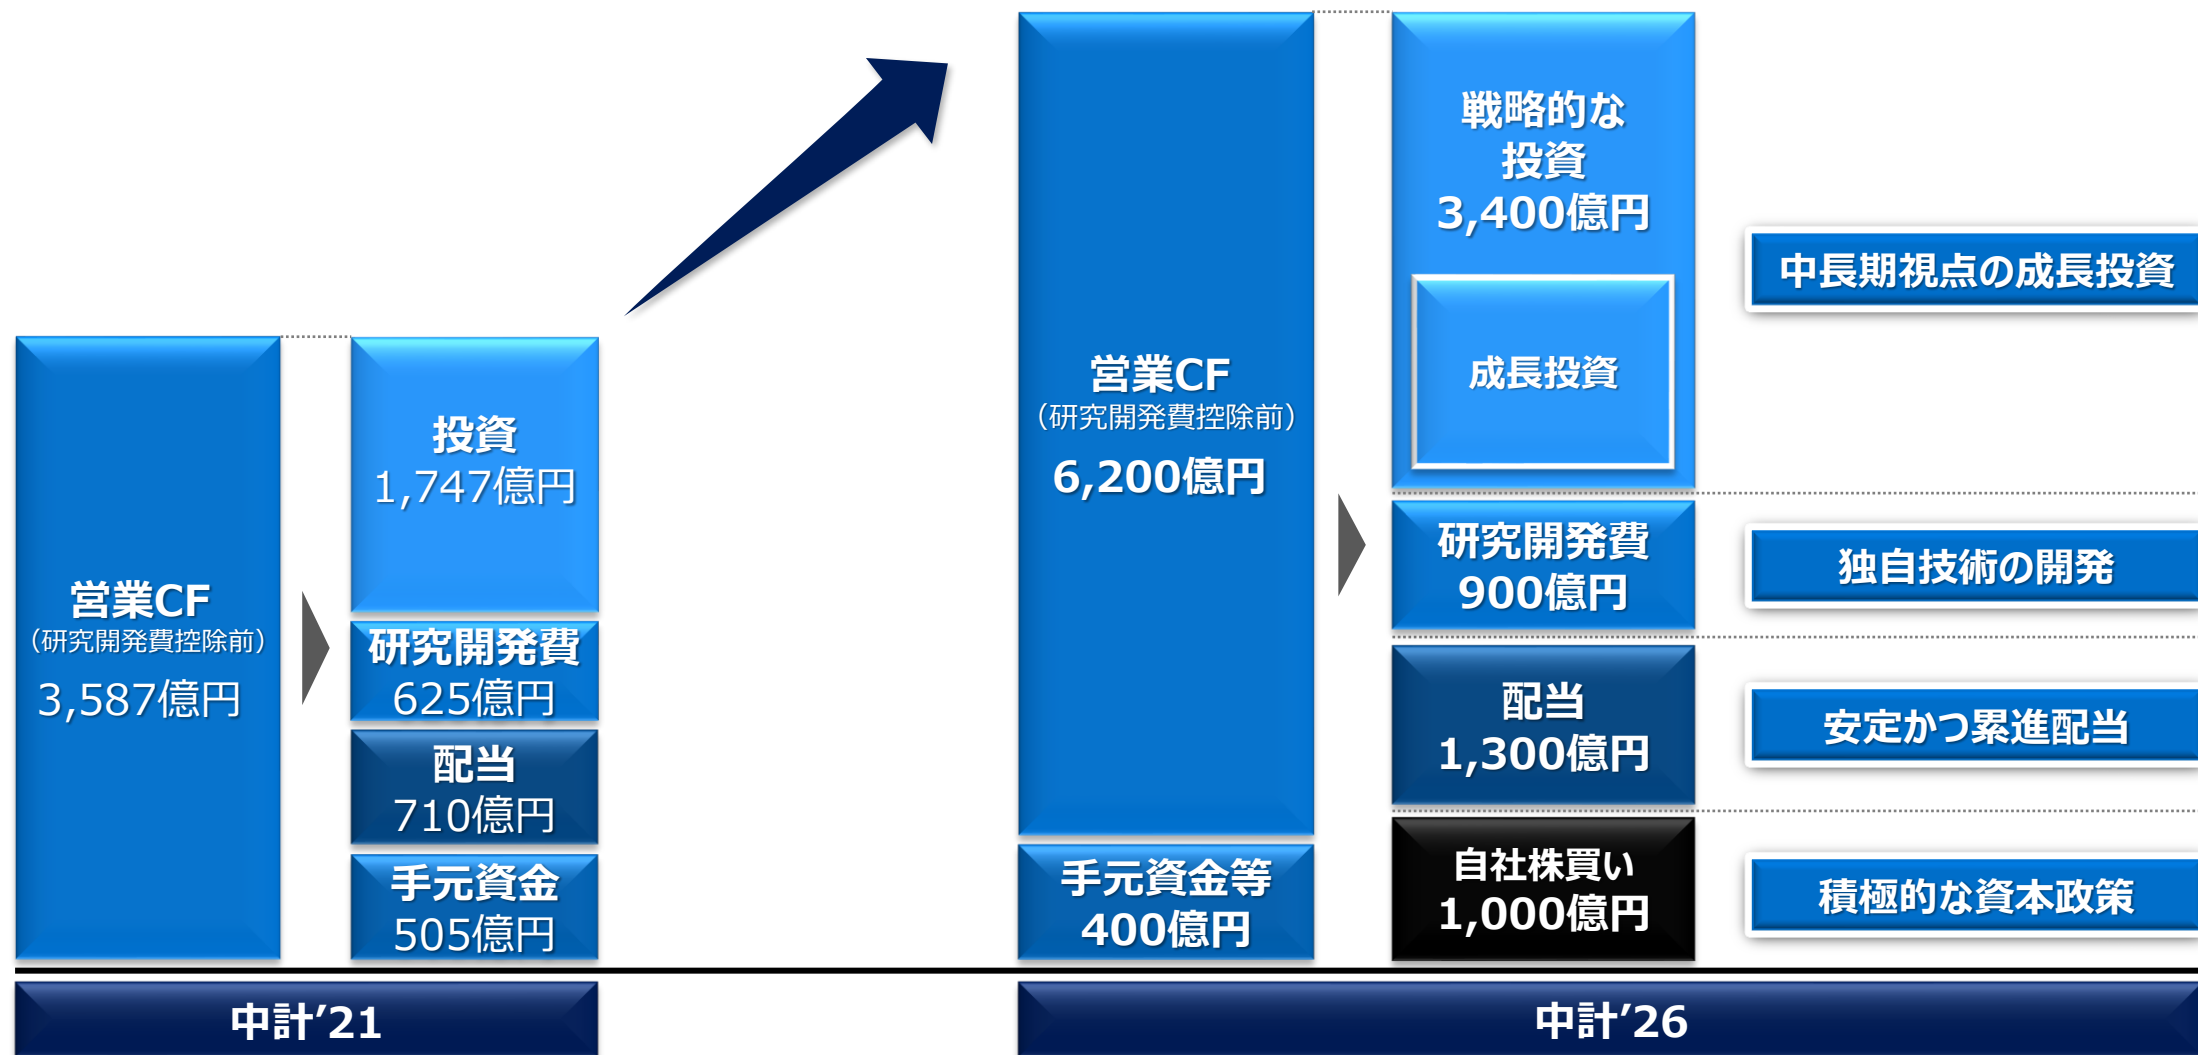 営業CF
（研究開発費控除前）
3,587億円
投資
1,747億円
研究開発費
625億円
配当
710億円
手元資金
505億円
中計’21
営業CF
（研究開発費控除前）
6,200億円
手元資金等
400億円
戦略的な
投資
3,400億円
成長投資
研究開発費
900億円
配当
1,300億円
自社株買い
1,000億円
中長期視点の成長投資
独自技術の開発
安定かつ累進配当
積極的な資本政策
中計’26